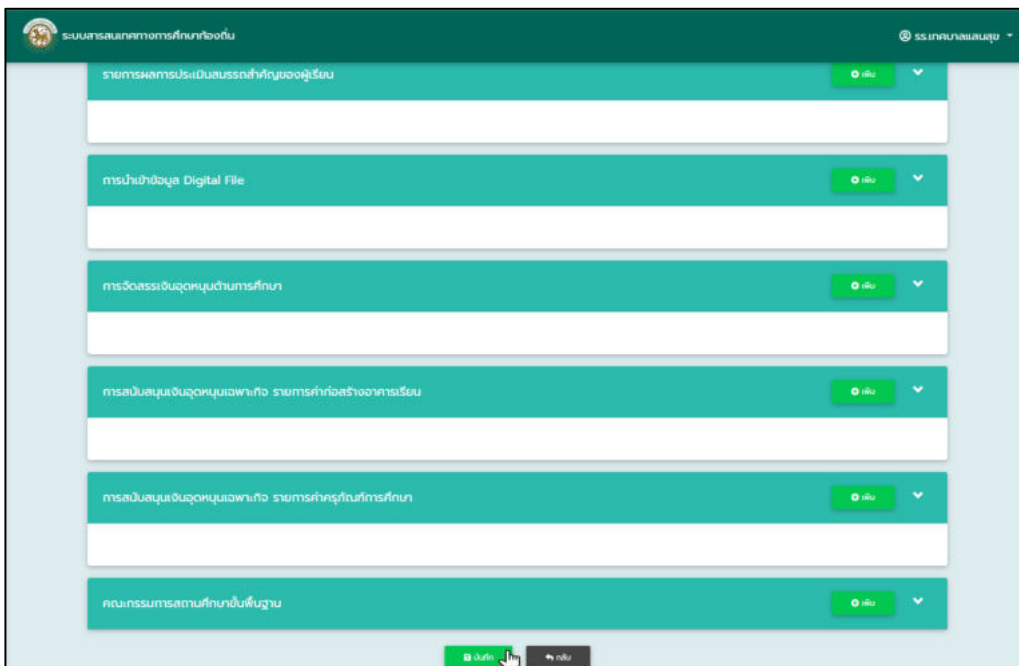 ระบบสารสนเทศทางการศึกษาท้องถิ่น
รร.เทศบาลแสนสุข
รายการผลการประเมินสมรรถสำคัญของผู้เรียน
เพิ่ม
การนำเข้าข้อมูล Digital File
เพิ่ม
การจัดสรรเงินอุดหนุนด้านการศึกษา
เพิ่ม
การสนับสนุนเงินอุดหนุนเฉพาะกิจ รายการค่าก่อสร้างอาคารเรียน
เพิ่ม
การสนับสนุนเงินอุดหนุนเฉพาะกิจ รายการค่าครุภัณฑ์การศึกษา
เพิ่ม
คณะกรรมการสถานศึกษาขั้นพื้นฐาน
เพิ่ม
บันทึก
กลับ